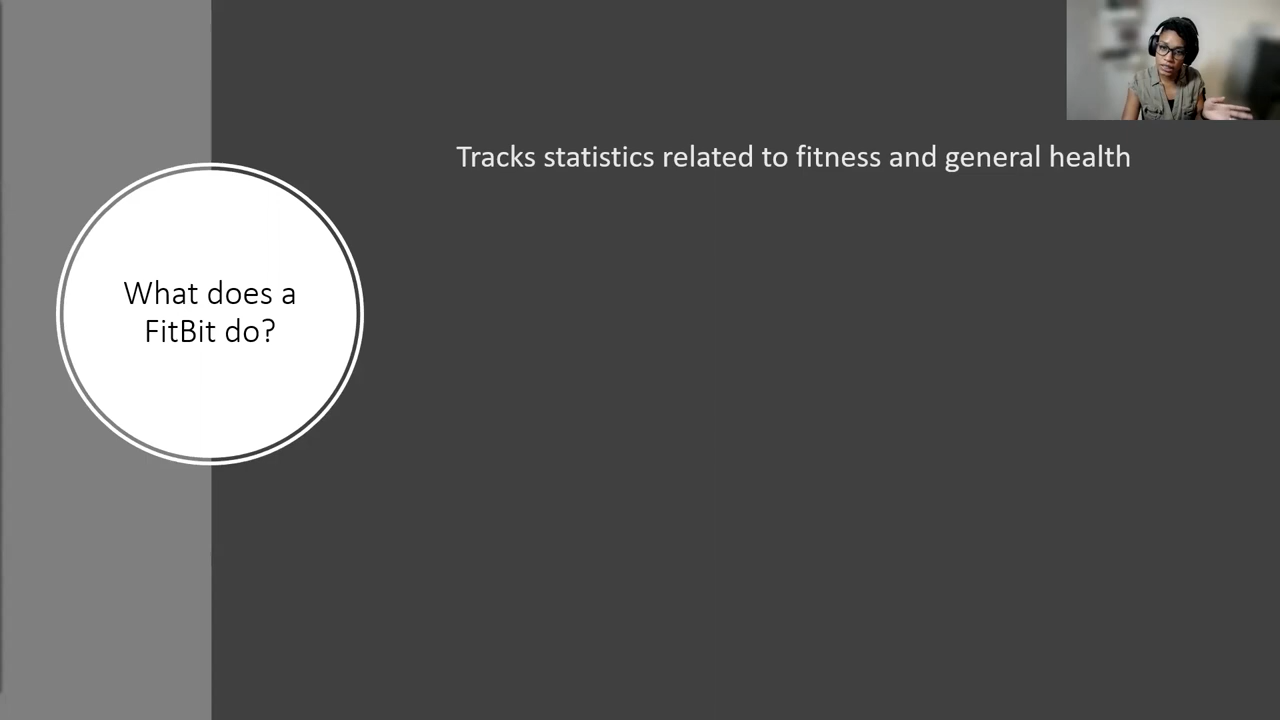 Tracks statistics related to fitness and general health
What does a
FitBit do?